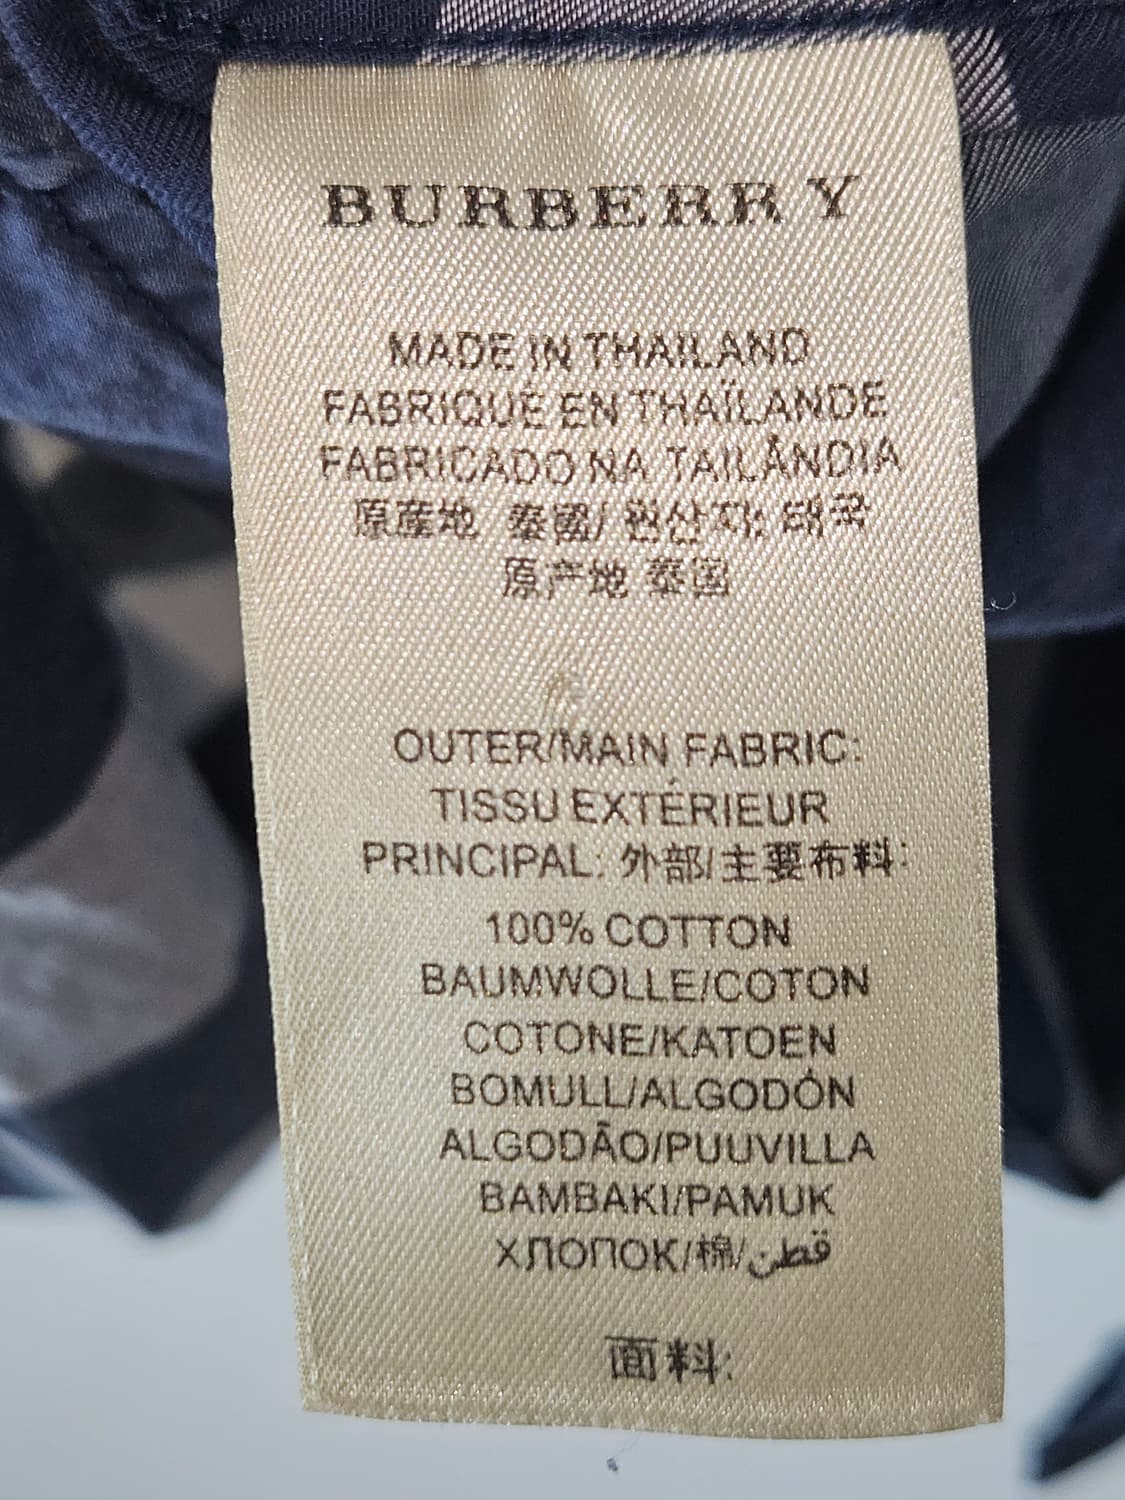 BURBERRY
MADE IN THAILAND
FABRIQUÉ EN THAÏLANDE
FABRICADO NA TAILÂNDIA
原産地 泰國/ 원산지: 태국
原产地 泰国
OUTER/MAIN FABRIC:
TISSU EXTÉRIEUR
PRINCIPAL: 外部/主要布料:
100% COTTON
BAUMWOLLE/COTON
COTONE/KATOEN
BOMULL/ALGODÓN
ALGODÃO/PUUVILLA
BAMBAKI/PAMUK
ХЛОПОК/棉/قطن
面料: